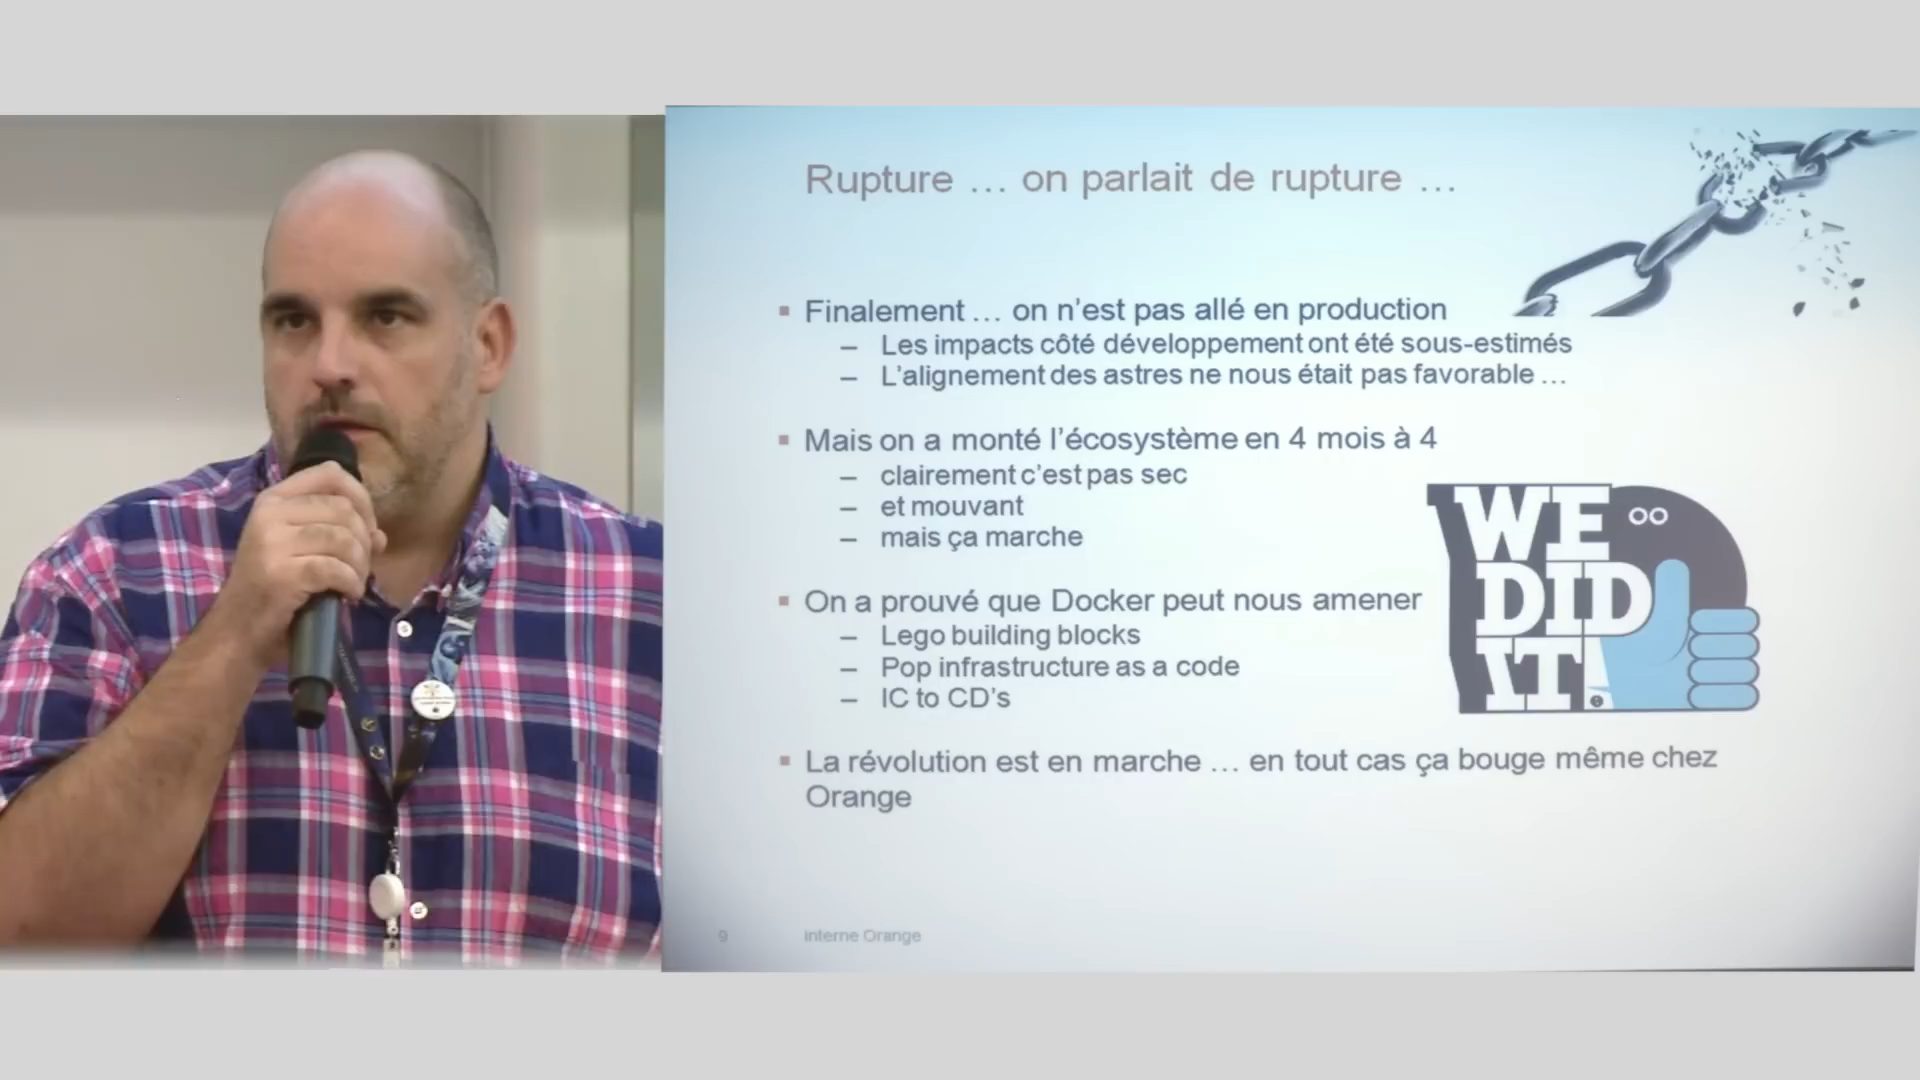 Rupture … on parlait de rupture …
Finalement … on n'est pas allé en production
Les impacts côté développement ont été sous-estimés
L'alignement des astres ne nous était pas favorable …
Mais on a monté l'écosystème en 4 mois à 4
clairement c'est pas sec
et mouvant
mais ça marche
On a prouvé que Docker peut nous amener
Lego building blocks
Pop infrastructure as a code
IC to CD's
WE
DID
IT.
La révolution est en marche … en tout cas ça bouge même chez
Orange
9 Interne Orange